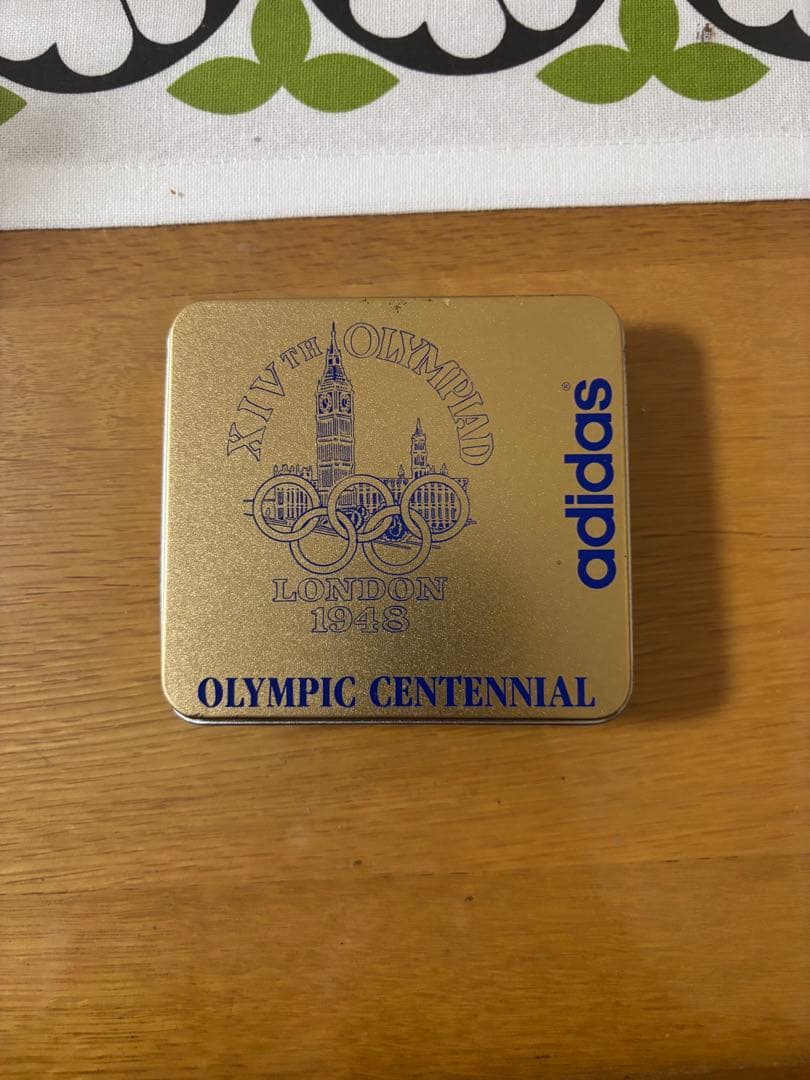 XIVTH OLYMPIAD
LONDON
1948
OLYMPIC CENTENNIAL
adidas®